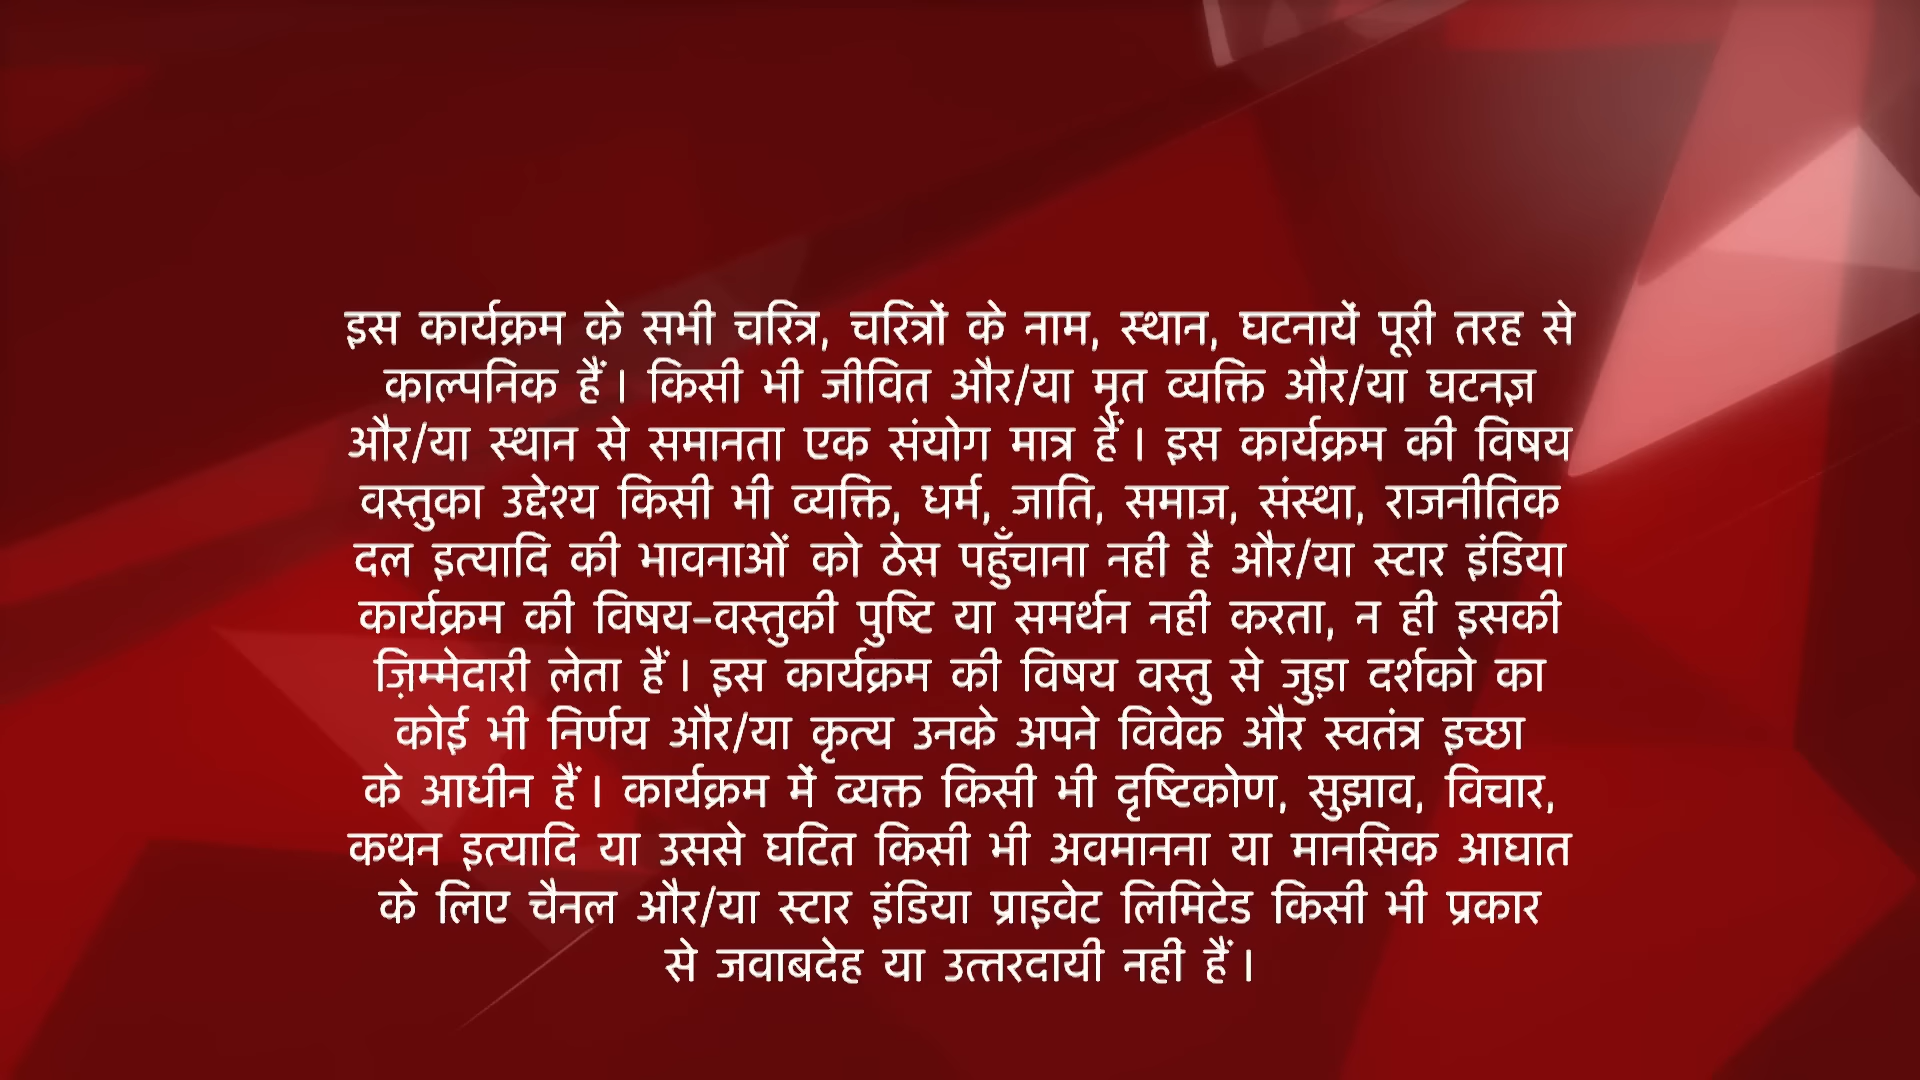 इस कार्यक्रम के सभी चरित्र, चरित्रों के नाम, स्थान, घटनायें पूरी तरह से
काल्पनिक हैं। किसी भी जीवित और/या मृत व्यक्ति और/या घटनज्ञ
और/या स्थान से समानता एक संयोग मात्र हैं। इस कार्यक्रम की विषय
वस्तुका उद्देश्य किसी भी व्यक्ति, धर्म, जाति, समाज, संस्था, राजनीतिक
दल इत्यादि की भावनाओं को ठेस पहुँचाना नही है और/या स्टार इंडिया
कार्यक्रम की विषय-वस्तुकी पुष्टि या समर्थन नही करता, न ही इसकी
ज़िम्मेदारी लेता हैं। इस कार्यक्रम की विषय वस्तु से जुड़ा दर्शको का
कोई भी निर्णय और/या कृत्य उनके अपने विवेक और स्वतंत्र इच्छा
के आधीन हैं। कार्यक्रम में व्यक्त किसी भी दृष्टिकोण, सुझाव, विचार,
कथन इत्यादि या उससे घटित किसी भी अवमानना या मानसिक आघात
के लिए चैनल और/या स्टार इंडिया प्राइवेट लिमिटेड किसी भी प्रकार
से जवाबदेह या उत्तरदायी नही हैं।